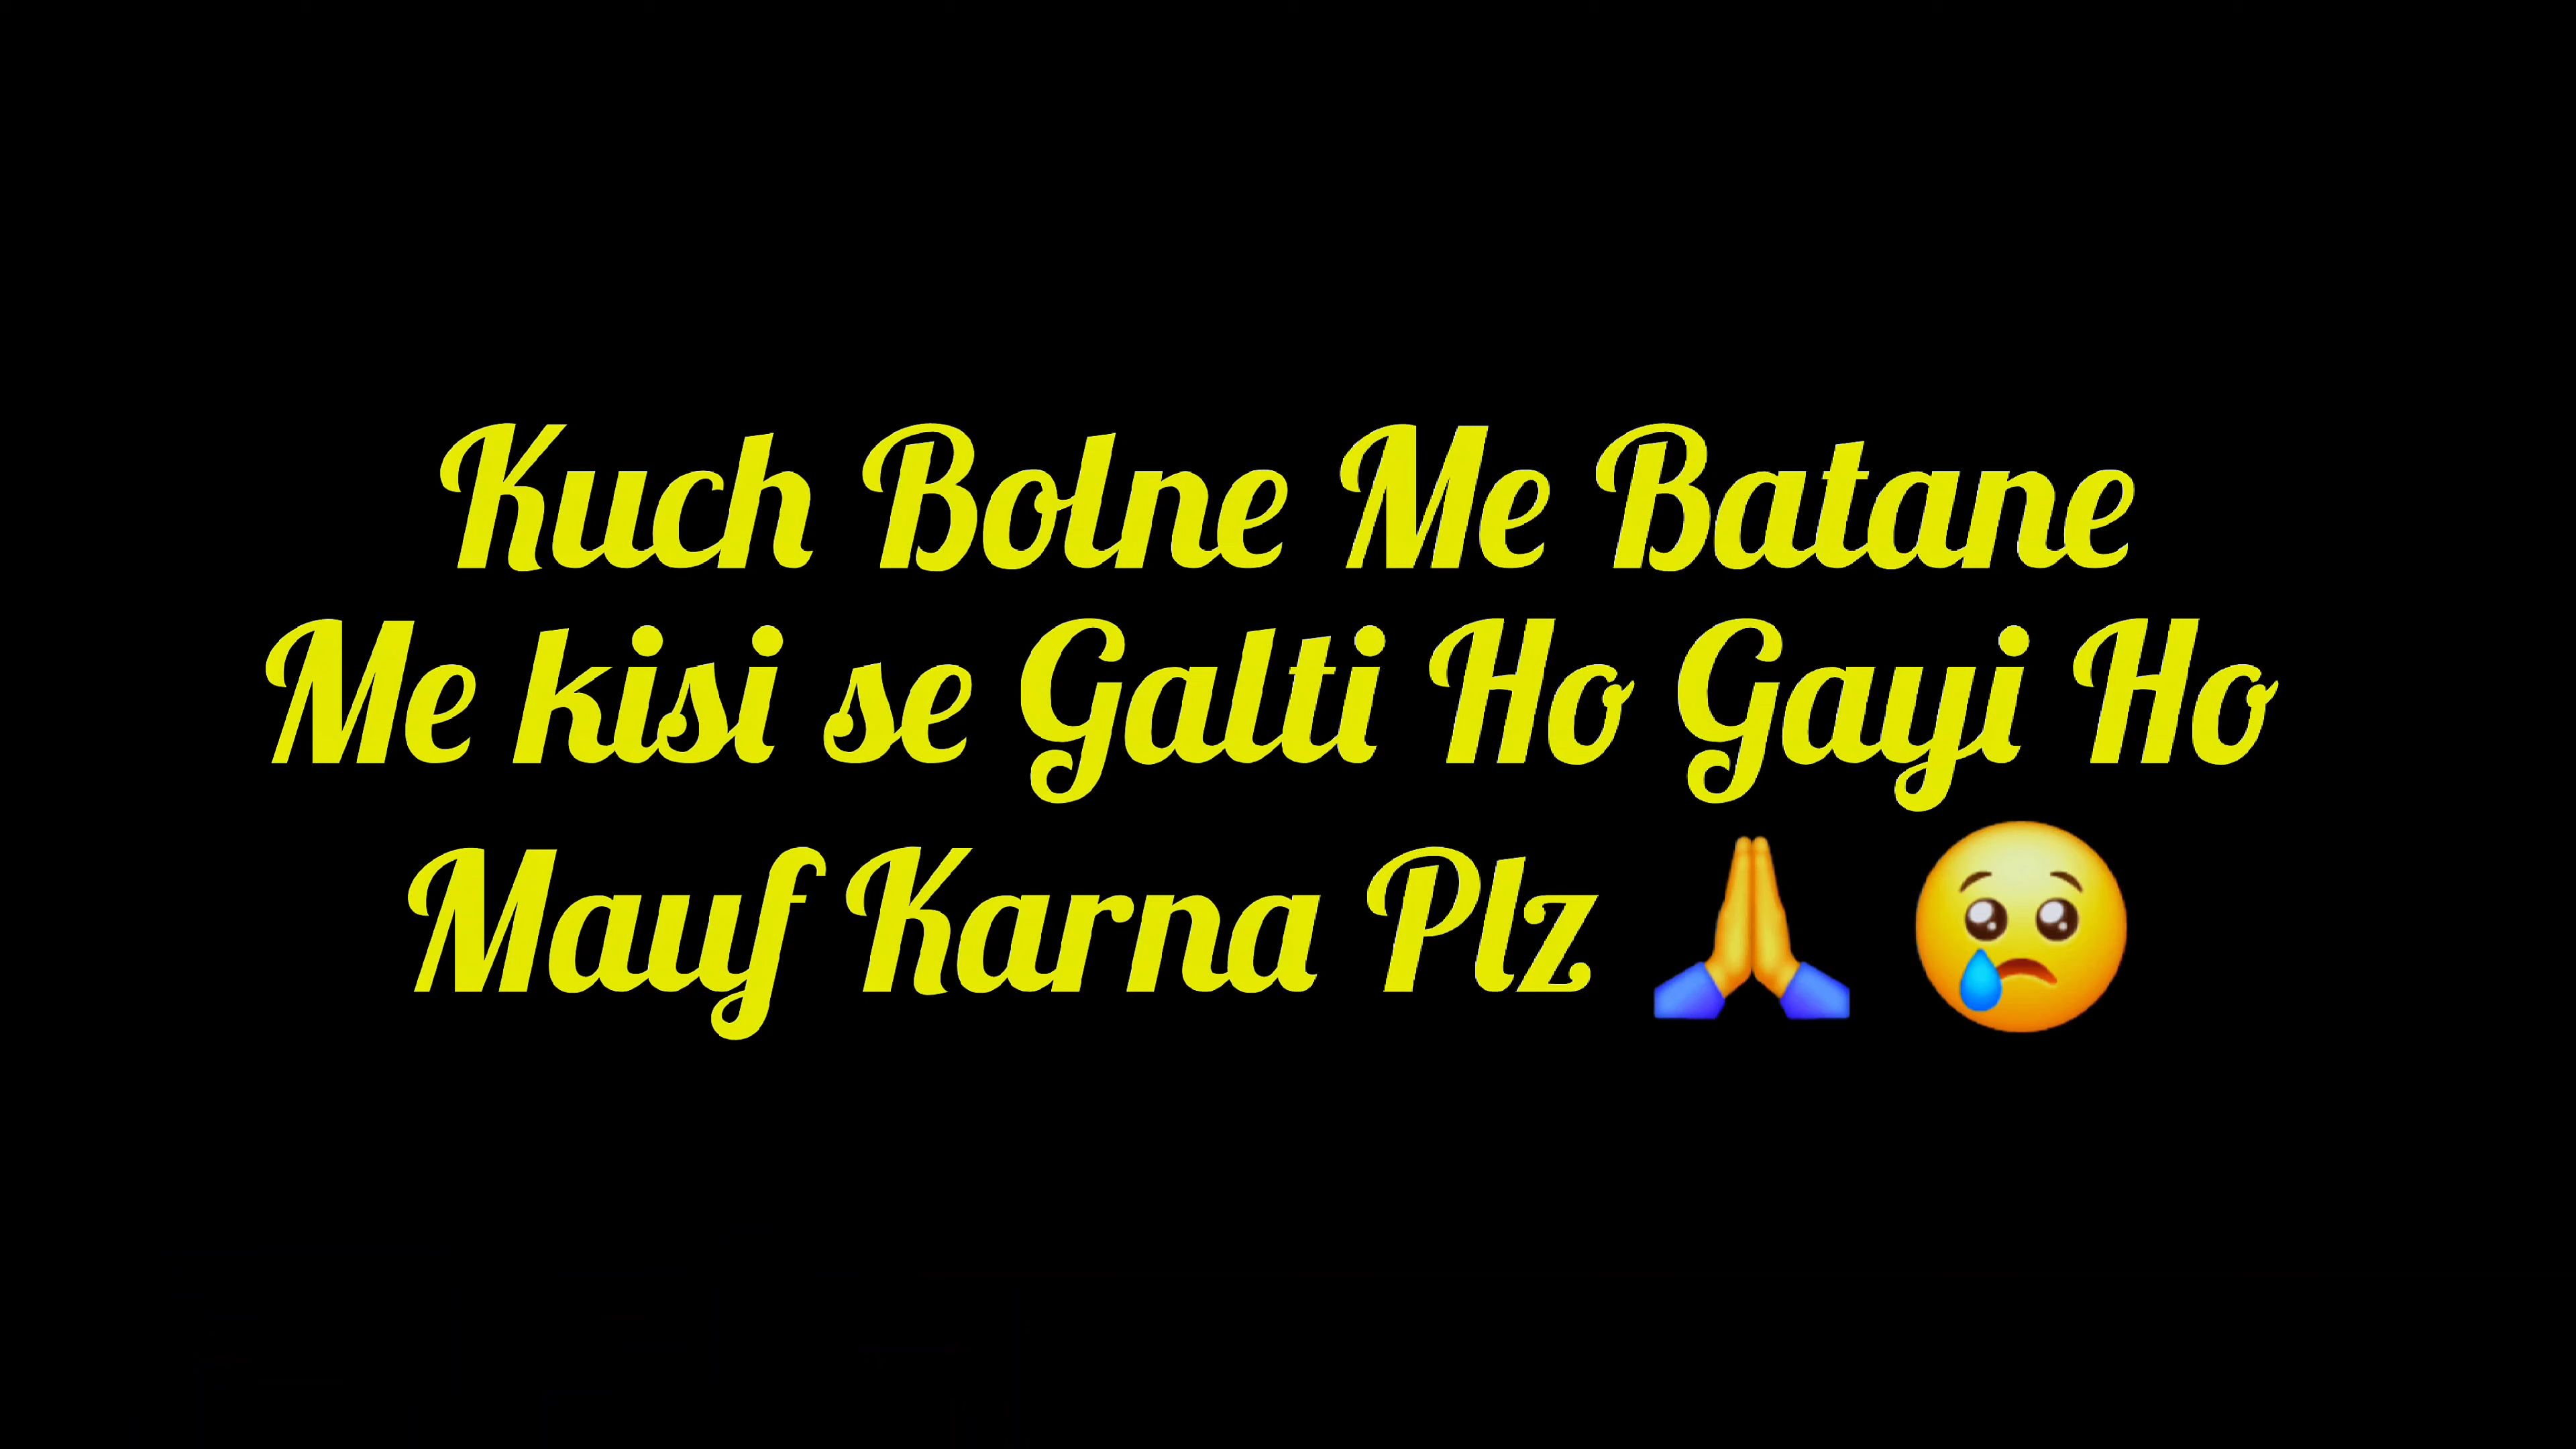 Kuch Bolne Me Batane
Me kisi se Galti Ho Gayi Ho
Mauf Karna Plz 🙏 😢